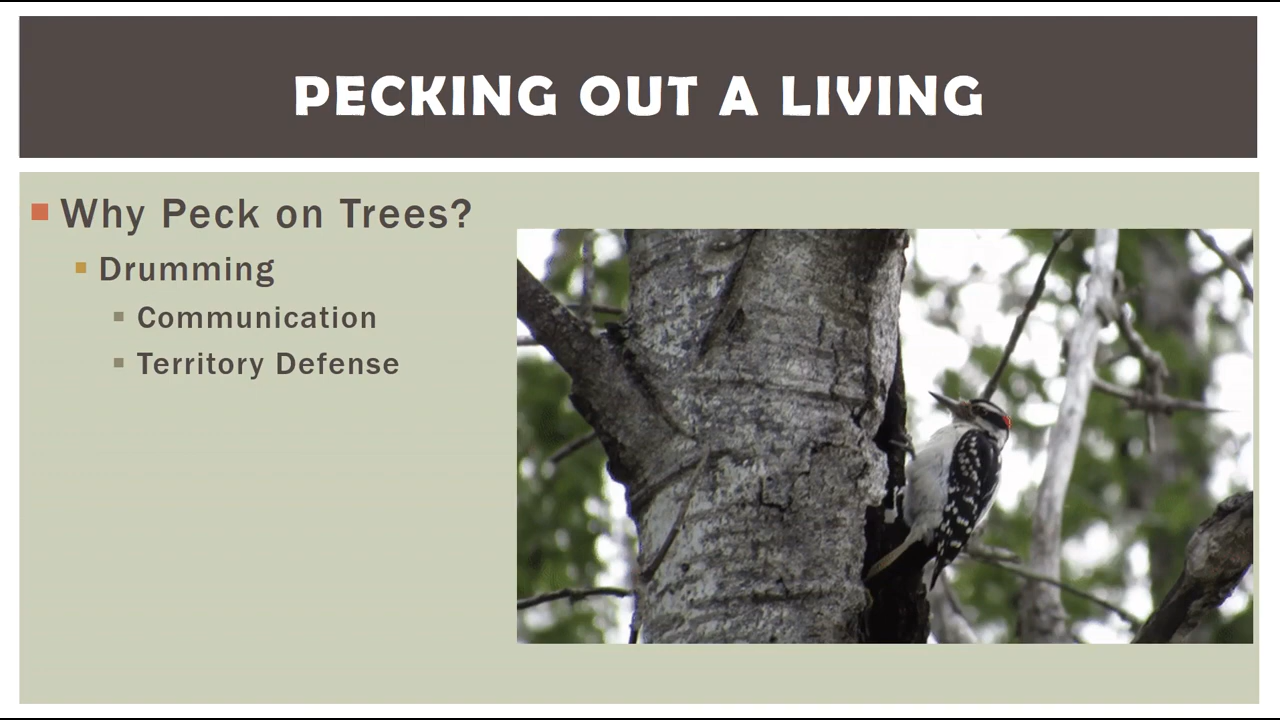 PECKING OUT A LIVING
Why Peck on Trees?
Drumming
Communication
Territory Defense